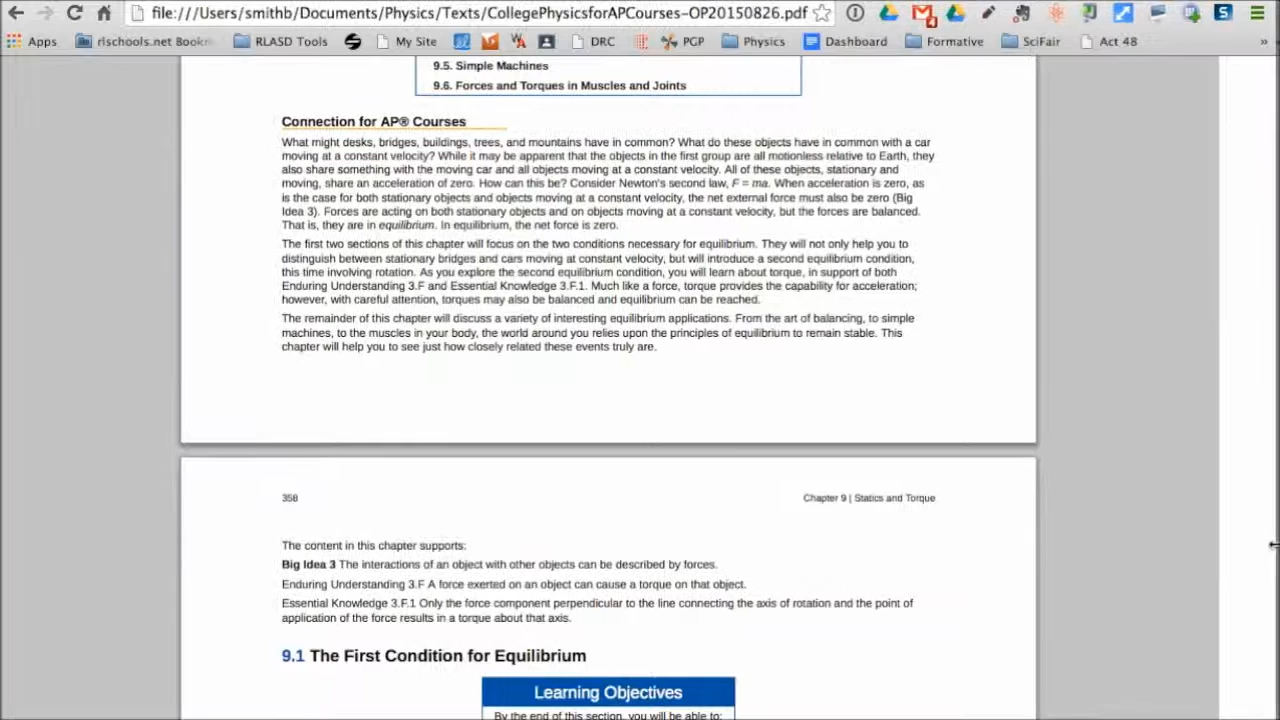 file:///Users/smithb/Documents/Physics/Texts/CollegePhysicsforAPCourses-OP20150826.pdf
Apps rlschools.net Bookm RLASD Tools My Site DRC PGP Physics Dashboard Formative SciFair Act 48 »
9.5. Simple Machines
9.6. Forces and Torques in Muscles and Joints
Connection for AP® Courses
What might desks, bridges, buildings, trees, and mountains have in common? What do these objects have in common with a car
moving at a constant velocity? While it may be apparent that the objects in the first group are all motionless relative to Earth, they
also share something with the moving car and all objects moving at a constant velocity. All of these objects, stationary and
moving, share an acceleration of zero. How can this be? Consider Newton's second law, F = ma. When acceleration is zero, as
is the case for both stationary objects and objects moving at a constant velocity, the net external force must also be zero (Big
Idea 3). Forces are acting on both stationary objects and on objects moving at a constant velocity, but the forces are balanced.
That is, they are in equilibrium. In equilibrium, the net force is zero.
The first two sections of this chapter will focus on the two conditions necessary for equilibrium. They will not only help you to
distinguish between stationary bridges and cars moving at constant velocity, but will introduce a second equilibrium condition,
this time involving rotation. As you explore the second equilibrium condition, you will learn about torque, in support of both
Enduring Understanding 3.F and Essential Knowledge 3.F.1. Much like a force, torque provides the capability for acceleration;
however, with careful attention, torques may also be balanced and equilibrium can be reached.
The remainder of this chapter will discuss a variety of interesting equilibrium applications. From the art of balancing, to simple
machines, to the muscles in your body, the world around you relies upon the principles of equilibrium to remain stable. This
chapter will help you to see just how closely related these events truly are.
358 Chapter 9 | Statics and Torque
The content in this chapter supports:
Big Idea 3 The interactions of an object with other objects can be described by forces.
Enduring Understanding 3.F A force exerted on an object can cause a torque on that object.
Essential Knowledge 3.F.1 Only the force component perpendicular to the line connecting the axis of rotation and the point of
application of the force results in a torque about that axis.
9.1 The First Condition for Equilibrium
Learning Objectives
By the end of this section, you will be able to: